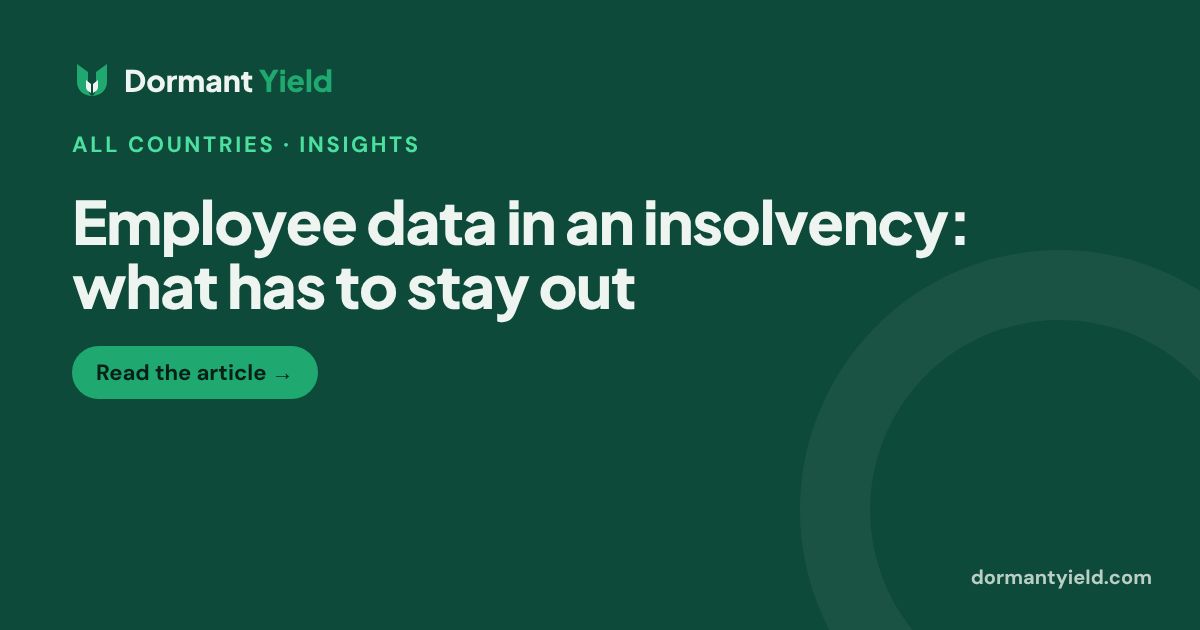 Dormant Yield
ALL COUNTRIES · INSIGHTS
Employee data in an insolvency:
what has to stay out
Read the article →
dormantyield.com